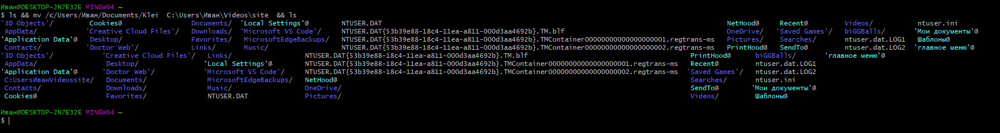 Иван@DESKTOP-2N7E32E MINGW64 ~
$ ls && mv /c/Users/Иван/Documents/Klei  C:\Users\Иван\Videos\site  && ls
'3D Objects'/ Cookies@ Documents/ 'Local Settings'@ NTUSER.DAT NetHood@ Recent@ Videos/ ntuser.ini
AppData/ 'Creative Cloud Files'/ Downloads/ 'Microsoft VS Code'/ NTUSER.DAT{53b39e88-18c4-11ea-a811-000d3aa4692b}.TM.blf OneDrive/ 'Saved Games'/ biGGBalls/ 'Мои документы'@
'Application Data'@ Desktop/ Favorites/ MicrosoftEdgeBackups/ NTUSER.DAT{53b39e88-18c4-11ea-a811-000d3aa4692b}.TMContainer00000000000000000001.regtrans-ms Pictures/ Searches/ ntuser.dat.LOG1 Шаблоны@
Contacts/ 'Doctor Web'/ Links/ Music/ NTUSER.DAT{53b39e88-18c4-11ea-a811-000d3aa4692b}.TMContainer00000000000000000002.regtrans-ms PrintHood@ SendTo@ ntuser.dat.LOG2 'главное меню'@
'3D Objects'/ 'Creative Cloud Files'/ Links/ NTUSER.DAT{53b39e88-18c4-11ea-a811-000d3aa4692b}.TM.blf PrintHood@ biGGBalls/ 'главное меню'@
AppData/ Desktop/ 'Local Settings'@ NTUSER.DAT{53b39e88-18c4-11ea-a811-000d3aa4692b}.TMContainer00000000000000000001.regtrans-ms Recent@ ntuser.dat.LOG1
'Application Data'@ 'Doctor Web'/ 'Microsoft VS Code'/ NTUSER.DAT{53b39e88-18c4-11ea-a811-000d3aa4692b}.TMContainer00000000000000000002.regtrans-ms 'Saved Games'/ ntuser.dat.LOG2
C:UsersИванVideossite/ Documents/ MicrosoftEdgeBackups/ NetHood@ Searches/ ntuser.ini
Contacts/ Downloads/ Music/ OneDrive/ SendTo@ 'Мои документы'@
Cookies@ Favorites/ NTUSER.DAT Pictures/ Videos/ Шаблоны@
Иван@DESKTOP-2N7E32E MINGW64 ~
$